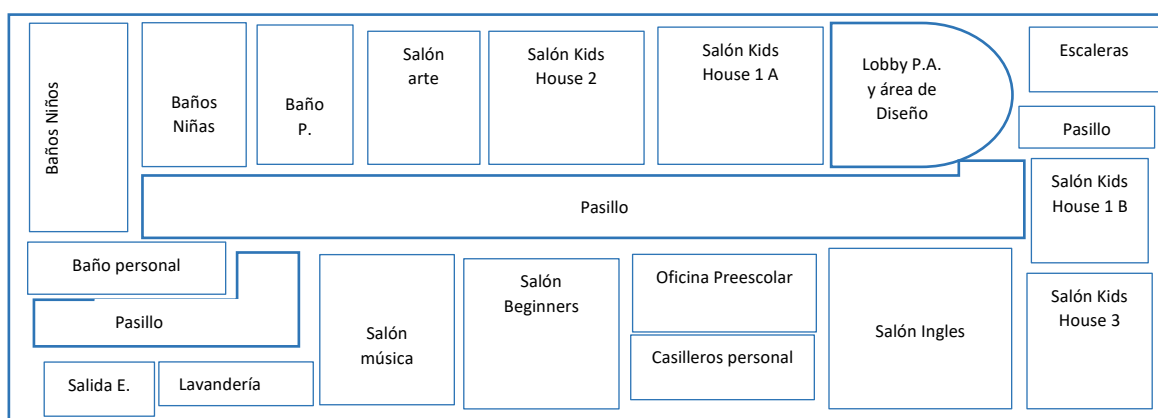 Baños Niños
Baños
Niñas
Baño
P.
Salón
arte
Salón Kids
House 2
Salón Kids
House 1 A
Lobby P.A.
y área de
Diseño
Escaleras
Pasillo
Pasillo
Salón Kids
House 1 B
Baño personal
Pasillo
Salida E.
Lavandería
Salón
música
Salón
Beginners
Oficina Preescolar
Casilleros personal
Salón Ingles
Salón Kids
House 3